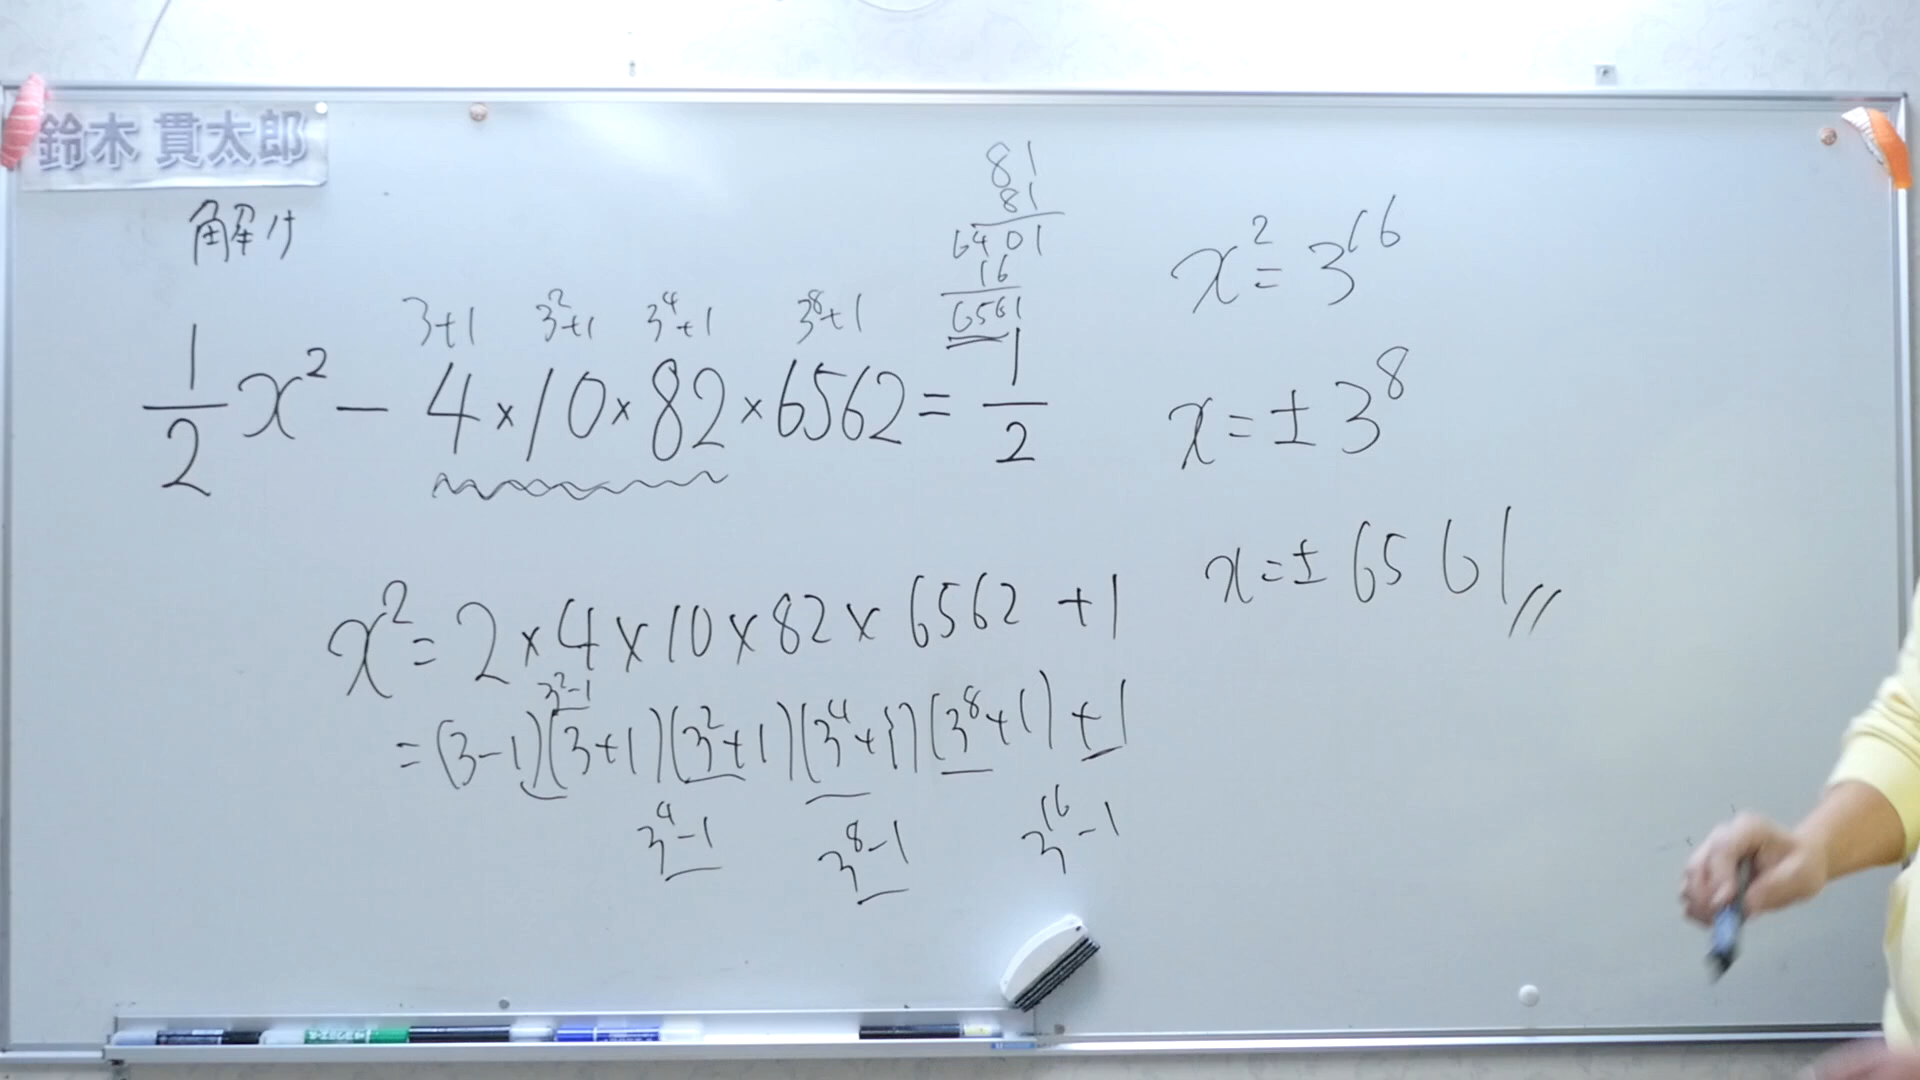 鈴木 貫太郎
解け
3+1 3²+1 3⁴+1 3⁸+1
1/2 x² - 4×10×82×6562 = 1/2
81
81
6401
16
6561
x² = 2×4×10×82×6562 +1
3²-1
= (3-1)(3+1)(3²+1)(3⁴+1)(3⁸+1)+1
3⁴-1 3⁸-1 3¹⁶-1
x² = 3¹⁶
x = ±3⁸
x = ±6561